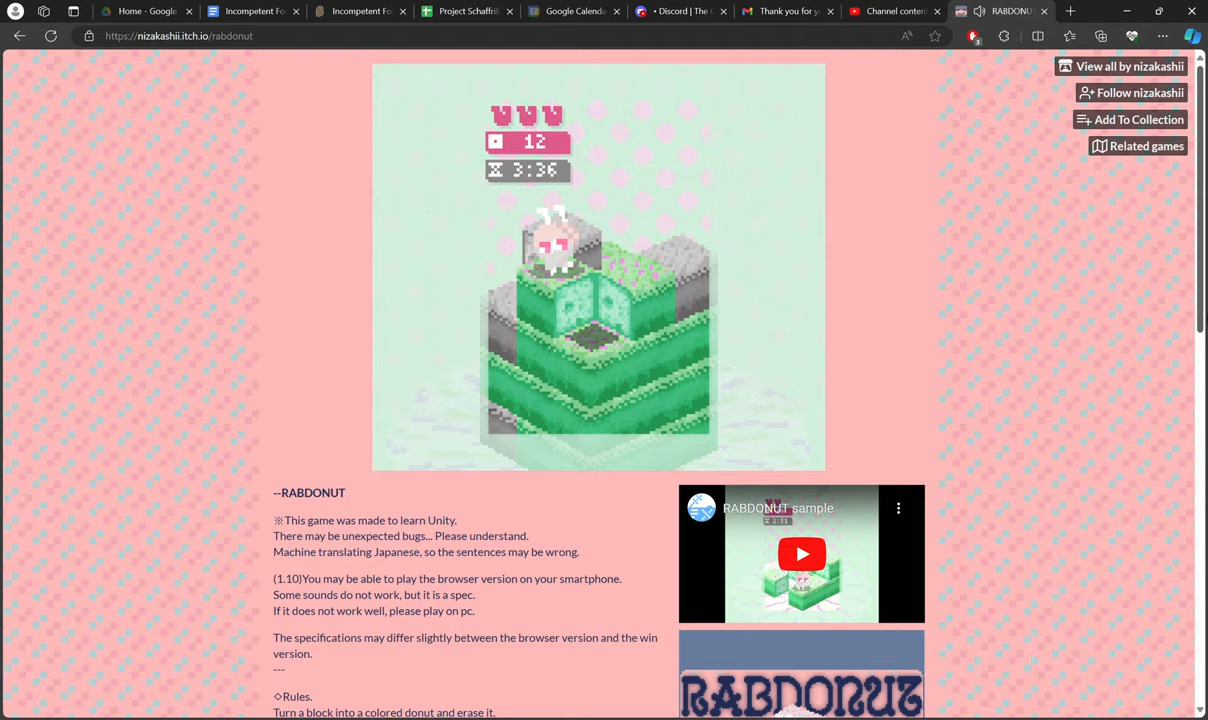 Home - Google
Incompetent Fo
Incompetent Fo
Project Schaffril
Google Calenda
• Discord | The C
Thank you for y
Channel content
RABDONU
https://nizakashii.itch.io/rabdonut
3
View all by nizakashii
Follow nizakashii
Add To Collection
Related games
12
3:36
--RABDONUT
※This game was made to learn Unity.
There may be unexpected bugs... Please understand.
Machine translating Japanese, so the sentences may be wrong.
(1.10)You may be able to play the browser version on your smartphone.
Some sounds do not work, but it is a spec.
If it does not work well, please play on pc.
The specifications may differ slightly between the browser version and the win
version.
---
◇Rules.
Turn a block into a colored donut and erase it.
RABDONUT sample
RABDONUT